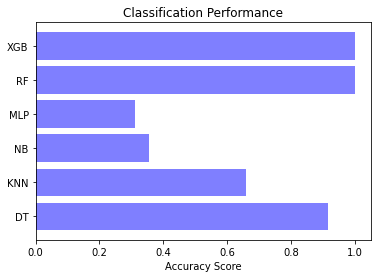 Classification Performance
XGB
RF
MLP
NB
KNN
DT
0.0 0.2 0.4 0.6 0.8 1.0
Accuracy Score